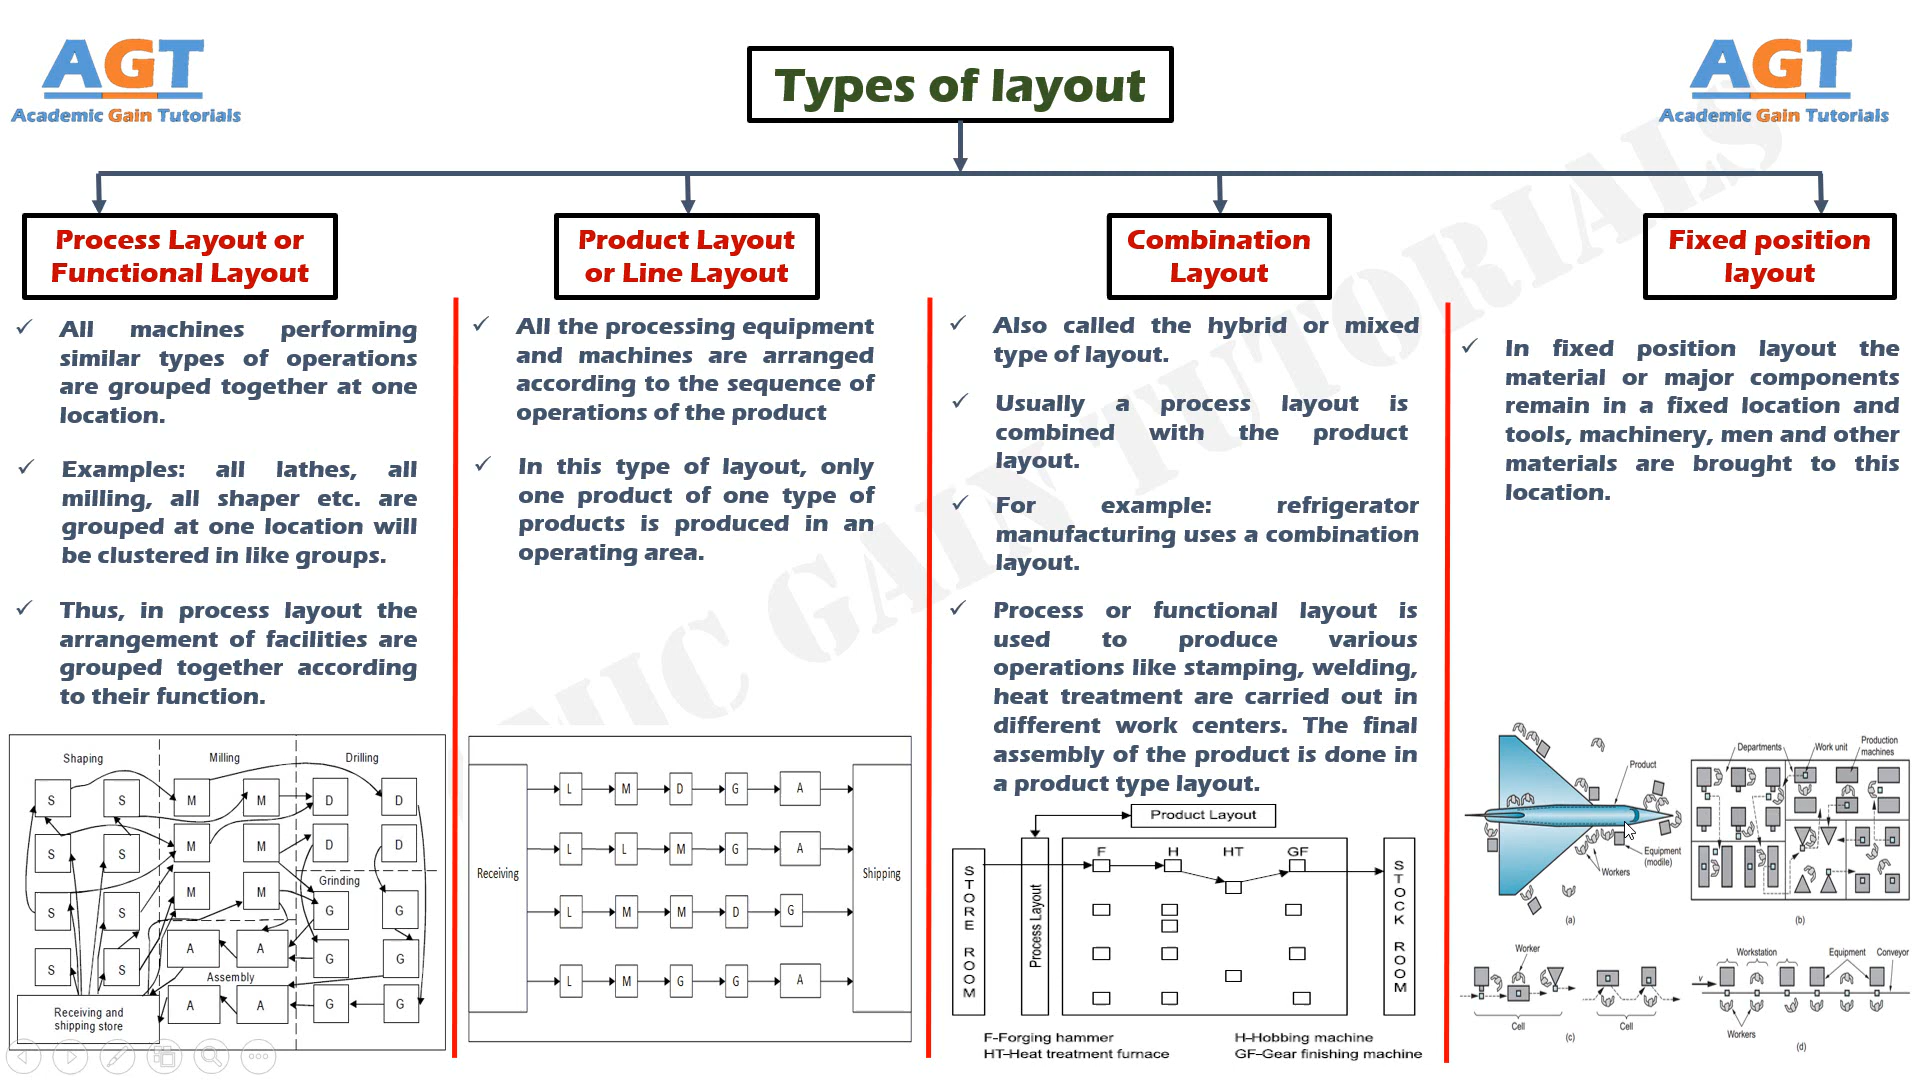 AGT
Academic Gain Tutorials
Types of layout
AGT
Academic Gain Tutorials
Process Layout or
Functional Layout
✓ All machines performing
similar types of operations
are grouped together at one
location.
✓ Examples: all lathes, all
milling, all shaper etc. are
grouped at one location will
be clustered in like groups.
✓ Thus, in process layout the
arrangement of facilities are
grouped together according
to their function.
Shaping Milling Drilling
S S M M D D
S S M M D D
Grinding
S S M M G G
A A G G
S S
Assembly
A A G G
Receiving and
shipping store
Product Layout
or Line Layout
✓ All the processing equipment
and machines are arranged
according to the sequence of
operations of the product
✓ In this type of layout, only
one product of one type of
products is produced in an
operating area.
Receiving
L M D G A
L L M G A
L M M D G
L M G G A
Shipping
Combination
Layout
✓ Also called the hybrid or mixed
type of layout.
✓ Usually a process layout is
combined with the product
layout.
✓ For example: refrigerator
manufacturing uses a combination
layout.
✓ Process or functional layout is
used to produce various
operations like stamping, welding,
heat treatment are carried out in
different work centers. The final
assembly of the product is done in
a product type layout.
Product Layout
STORE ROOM
Process Layout
F H HT GF
STOCK ROOM
F-Forging hammer H-Hobbing machine
HT-Heat treatment furnace GF-Gear finishing machine
Fixed position
layout
✓ In fixed position layout the
material or major components
remain in a fixed location and
tools, machinery, men and other
materials are brought to this
location.
Product
Equipment
(modile)
Workers
(a)
Departments Work unit Production
machines
(b)
Worker
Cell Cell
(c)
Workstation Equipment Conveyor
v
Workers
(d)
MIC GAIN TUTORIALS